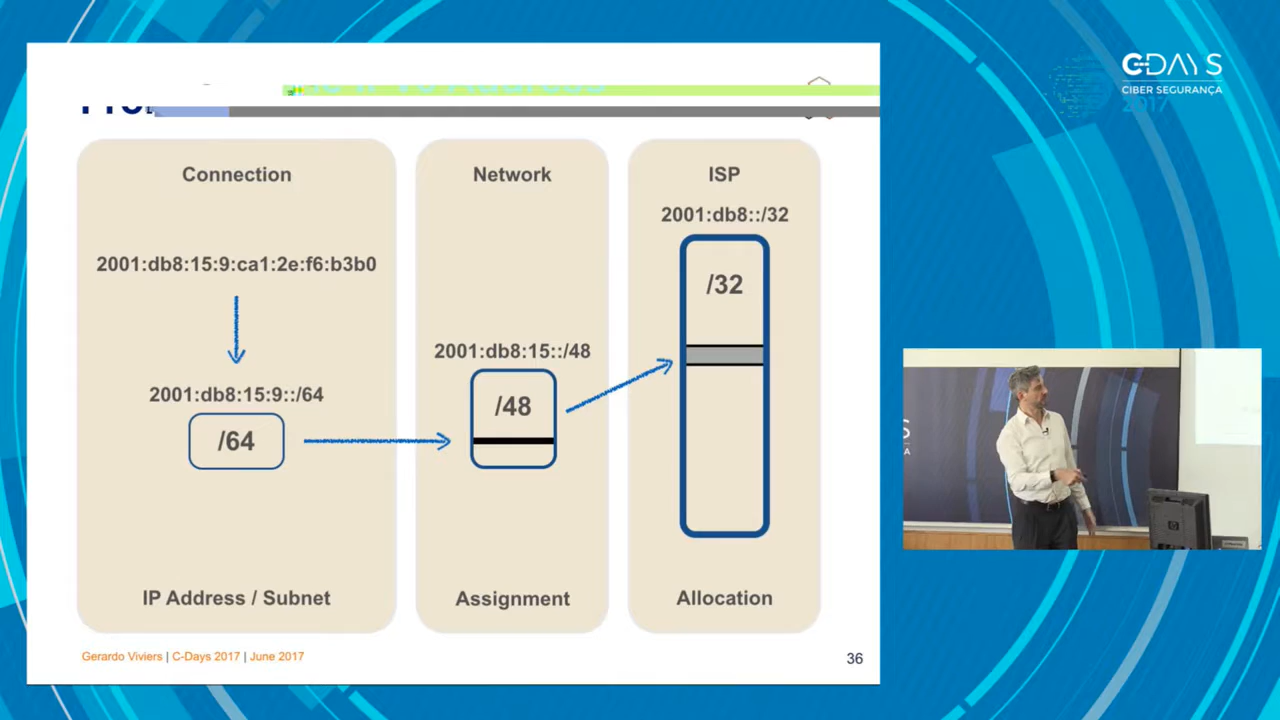 C-DAYS
CIBER SEGURANÇA
2017
Connection
2001:db8:15:9:ca1:2e:f6:b3b0
2001:db8:15:9::/64
/64
IP Address / Subnet
Network
2001:db8:15::/48
/48
Assignment
ISP
2001:db8::/32
/32
Allocation
Gerardo Viviers | C-Days 2017 | June 2017
36